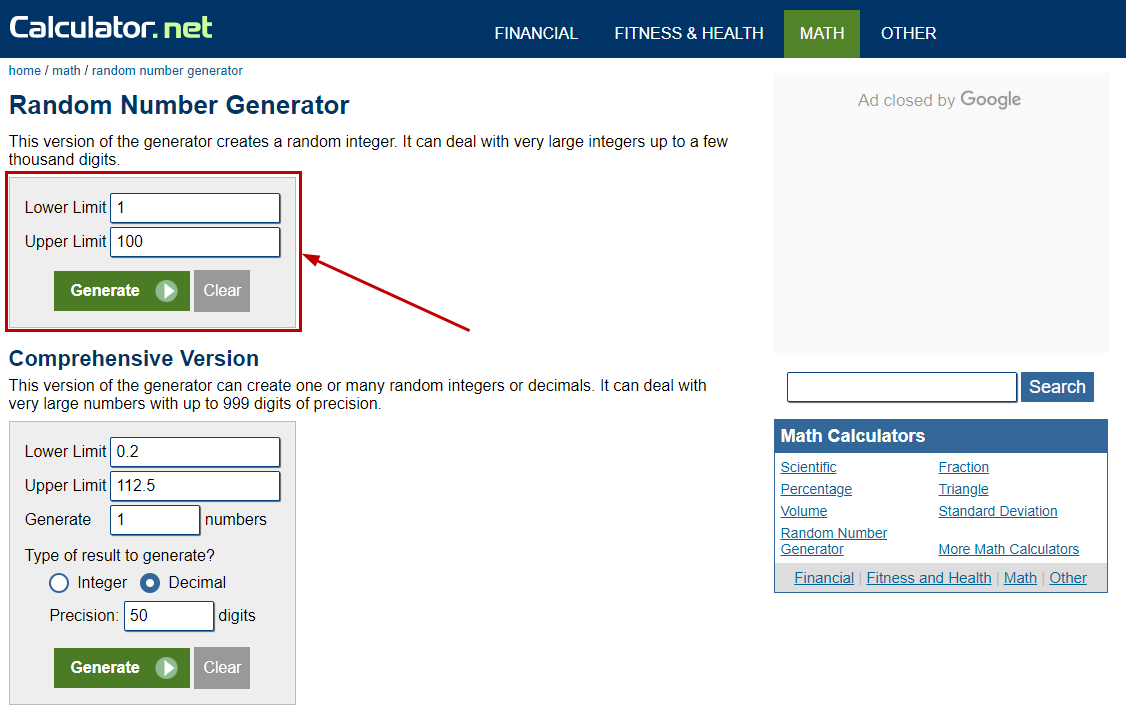 Calculator.net
FINANCIAL FITNESS & HEALTH MATH OTHER
home / math / random number generator
Random Number Generator
This version of the generator creates a random integer. It can deal with very large integers up to a few
thousand digits.
Lower Limit 1
Upper Limit 100
Generate Clear
Comprehensive Version
This version of the generator can create one or many random integers or decimals. It can deal with
very large numbers with up to 999 digits of precision.
Lower Limit 0.2
Upper Limit 112.5
Generate 1 numbers
Type of result to generate?
Integer Decimal
Precision: 50 digits
Generate Clear
Ad closed by Google
Search
Math Calculators
Scientific Fraction
Percentage Triangle
Volume Standard Deviation
Random Number
Generator More Math Calculators
Financial | Fitness and Health | Math | Other